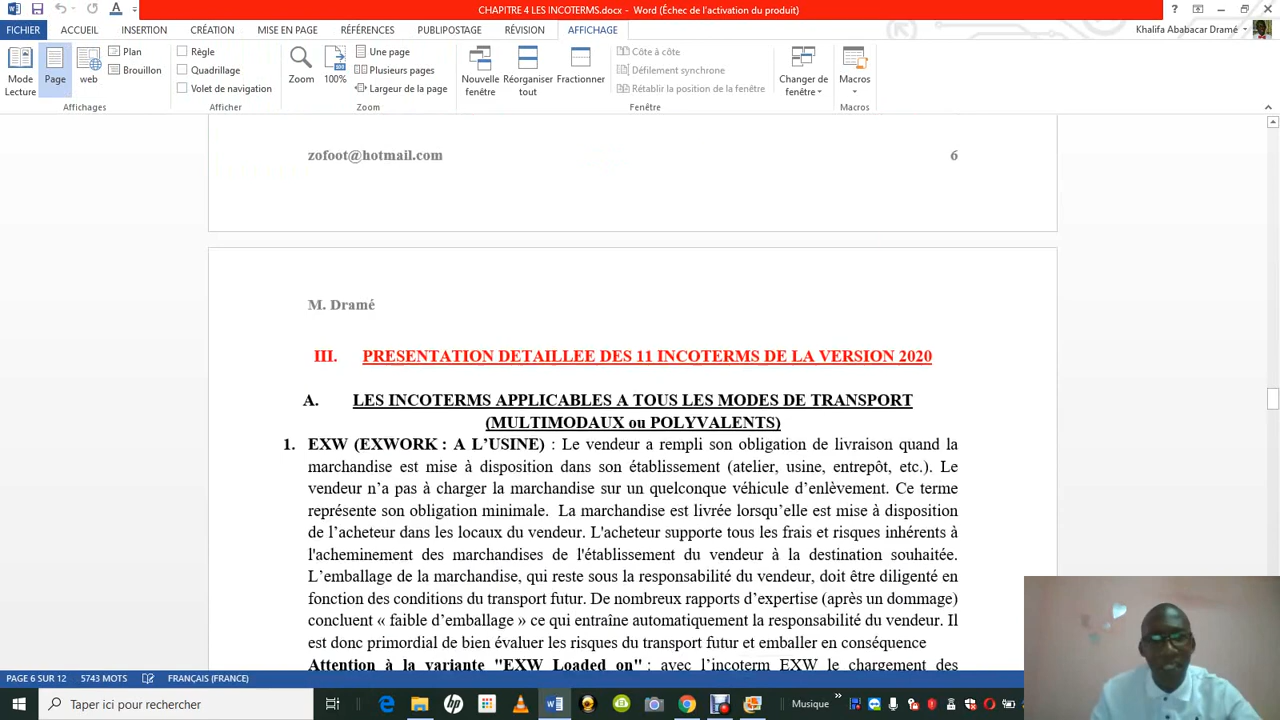 CHAPITRE 4 LES INCOTERMS.docx - Word (Échec de l'activation du produit)
FICHIER ACCUEIL INSERTION CRÉATION MISE EN PAGE RÉFÉRENCES PUBLIPOSTAGE RÉVISION AFFICHAGE Khalifa Ababacar Dramé
Mode Lecture
Page
web
Plan
Brouillon
Affichages
Règle
Quadrillage
Volet de navigation
Afficher
Zoom
100%
Une page
Plusieurs pages
Largeur de la page
Zoom
Nouvelle fenêtre
Réorganiser tout
Fractionner
Côte à côte
Défilement synchrone
Rétablir la position de la fenêtre
Fenêtre
Changer de fenêtre
Macros
Macros
zofoot@hotmail.com 6
M. Dramé
III. PRESENTATION DETAILLEE DES 11 INCOTERMS DE LA VERSION 2020
A. LES INCOTERMS APPLICABLES A TOUS LES MODES DE TRANSPORT
(MULTIMODAUX ou POLYVALENTS)
1. EXW (EXWORK : A L’USINE) : Le vendeur a rempli son obligation de livraison quand la
marchandise est mise à disposition dans son établissement (atelier, usine, entrepôt, etc.). Le
vendeur n’a pas à charger la marchandise sur un quelconque véhicule d’enlèvement. Ce terme
représente son obligation minimale. La marchandise est livrée lorsqu’elle est mise à disposition
de l’acheteur dans les locaux du vendeur. L'acheteur supporte tous les frais et risques inhérents à
l'acheminement des marchandises de l'établissement du vendeur à la destination souhaitée.
L’emballage de la marchandise, qui reste sous la responsabilité du vendeur, doit être diligenté en
fonction des conditions du transport futur. De nombreux rapports d’expertise (après un dommage)
concluent « faible d’emballage » ce qui entraîne automatiquement la responsabilité du vendeur. Il
est donc primordial de bien évaluer les risques du transport futur et emballer en conséquence
Attention à la variante "EXW Loaded on" : avec l’incoterm EXW le chargement des
PAGE 6 SUR 12 5743 MOTS FRANÇAIS (FRANCE)
Taper ici pour rechercher
Musique